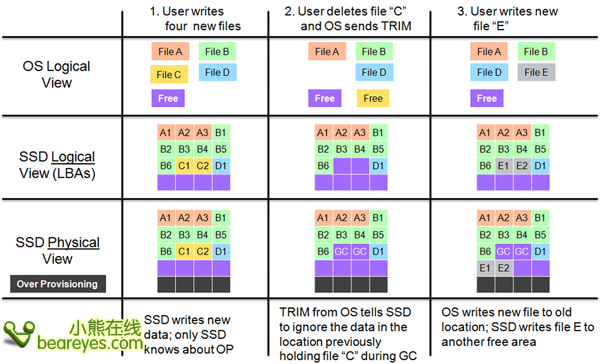 1. User writes
four new files
2. User deletes file “C”
and OS sends TRIM
3. User writes new
file “E”
OS Logical
View
File A
File B
File C
File D
Free
File A
File B
File D
Free
Free
File A
File B
File D
File E
Free
SSD Logical
View (LBAs)
A1 A2 A3 B1
B2 B3 B4 B5
B6 C1 C2 D1
A1 A2 A3 B1
B2 B3 B4 B5
B6 D1
A1 A2 A3 B1
B2 B3 B4 B5
B6 E1 E2 D1
SSD Physical
View
Over Provisioning
A1 A2 A3 B1
B2 B3 B4 B5
B6 C1 C2 D1
A1 A2 A3 B1
B2 B3 B4 B5
B6 GC GC D1
A1 A2 A3 B1
B2 B3 B4 B5
B6 GC GC D1
E1 E2
SSD writes new
data; only SSD
knows about OP
TRIM from OS tells SSD
to ignore the data in the
location previously
holding file “C” during GC
OS writes new file to old
location; SSD writes file E to
another free area
小熊在线
beareyes.com